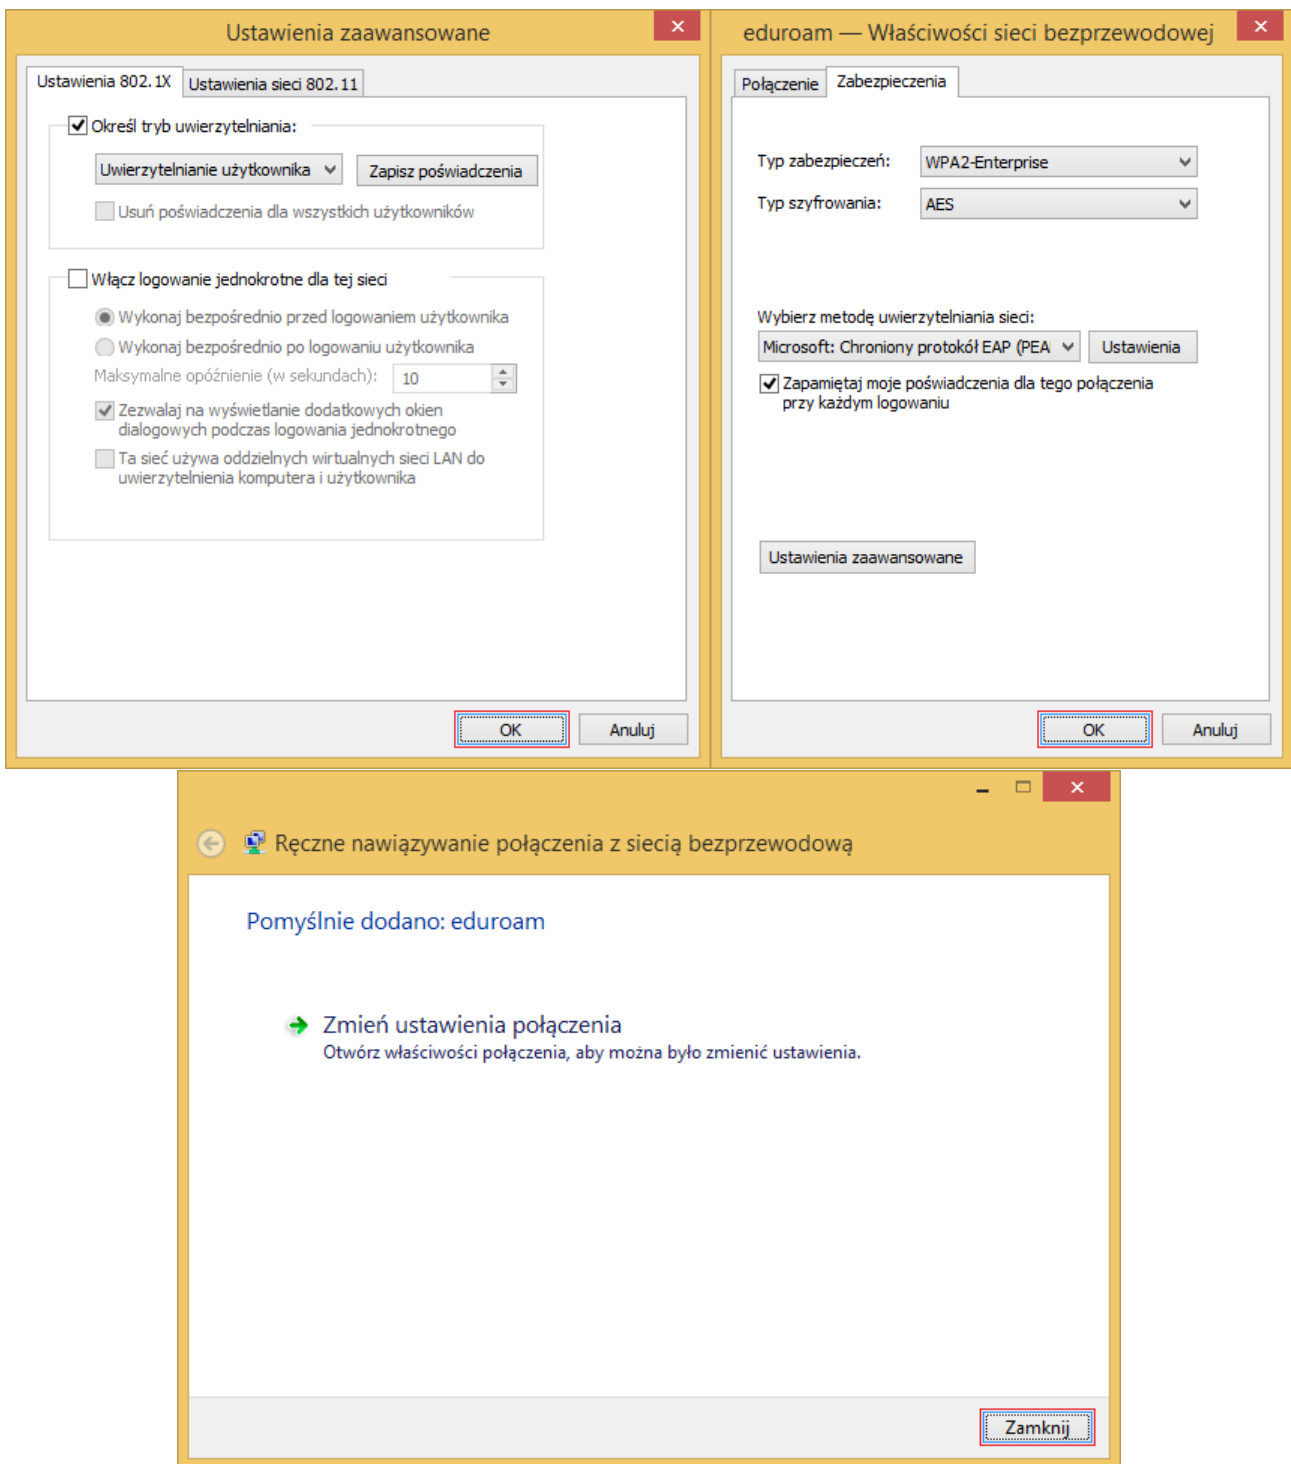 Ustawienia zaawansowane
Ustawienia 802.1X
Ustawienia sieci 802.11
Określ tryb uwierzytelniania:
Uwierzytelnianie użytkownika
Zapisz poświadczenia
Usuń poświadczenia dla wszystkich użytkowników
Włącz logowanie jednokrotne dla tej sieci
Wykonaj bezpośrednio przed logowaniem użytkownika
Wykonaj bezpośrednio po logowaniu użytkownika
Maksymalne opóźnienie (w sekundach):
10
Zezwalaj na wyświetlanie dodatkowych okien
dialogowych podczas logowania jednokrotnego
Ta sieć używa oddzielnych wirtualnych sieci LAN do
uwierzytelnienia komputera i użytkownika
OK
Anuluj
eduroam — Właściwości sieci bezprzewodowej
Połączenie
Zabezpieczenia
Typ zabezpieczeń:
WPA2-Enterprise
Typ szyfrowania:
AES
Wybierz metodę uwierzytelniania sieci:
Microsoft: Chroniony protokół EAP (PEA
Ustawienia
Zapamiętaj moje poświadczenia dla tego połączenia
przy każdym logowaniu
Ustawienia zaawansowane
OK
Anuluj
Ręczne nawiązywanie połączenia z siecią bezprzewodową
Pomyślnie dodano: eduroam
Zmień ustawienia połączenia
Otwórz właściwości połączenia, aby można było zmienić ustawienia.
Zamknij